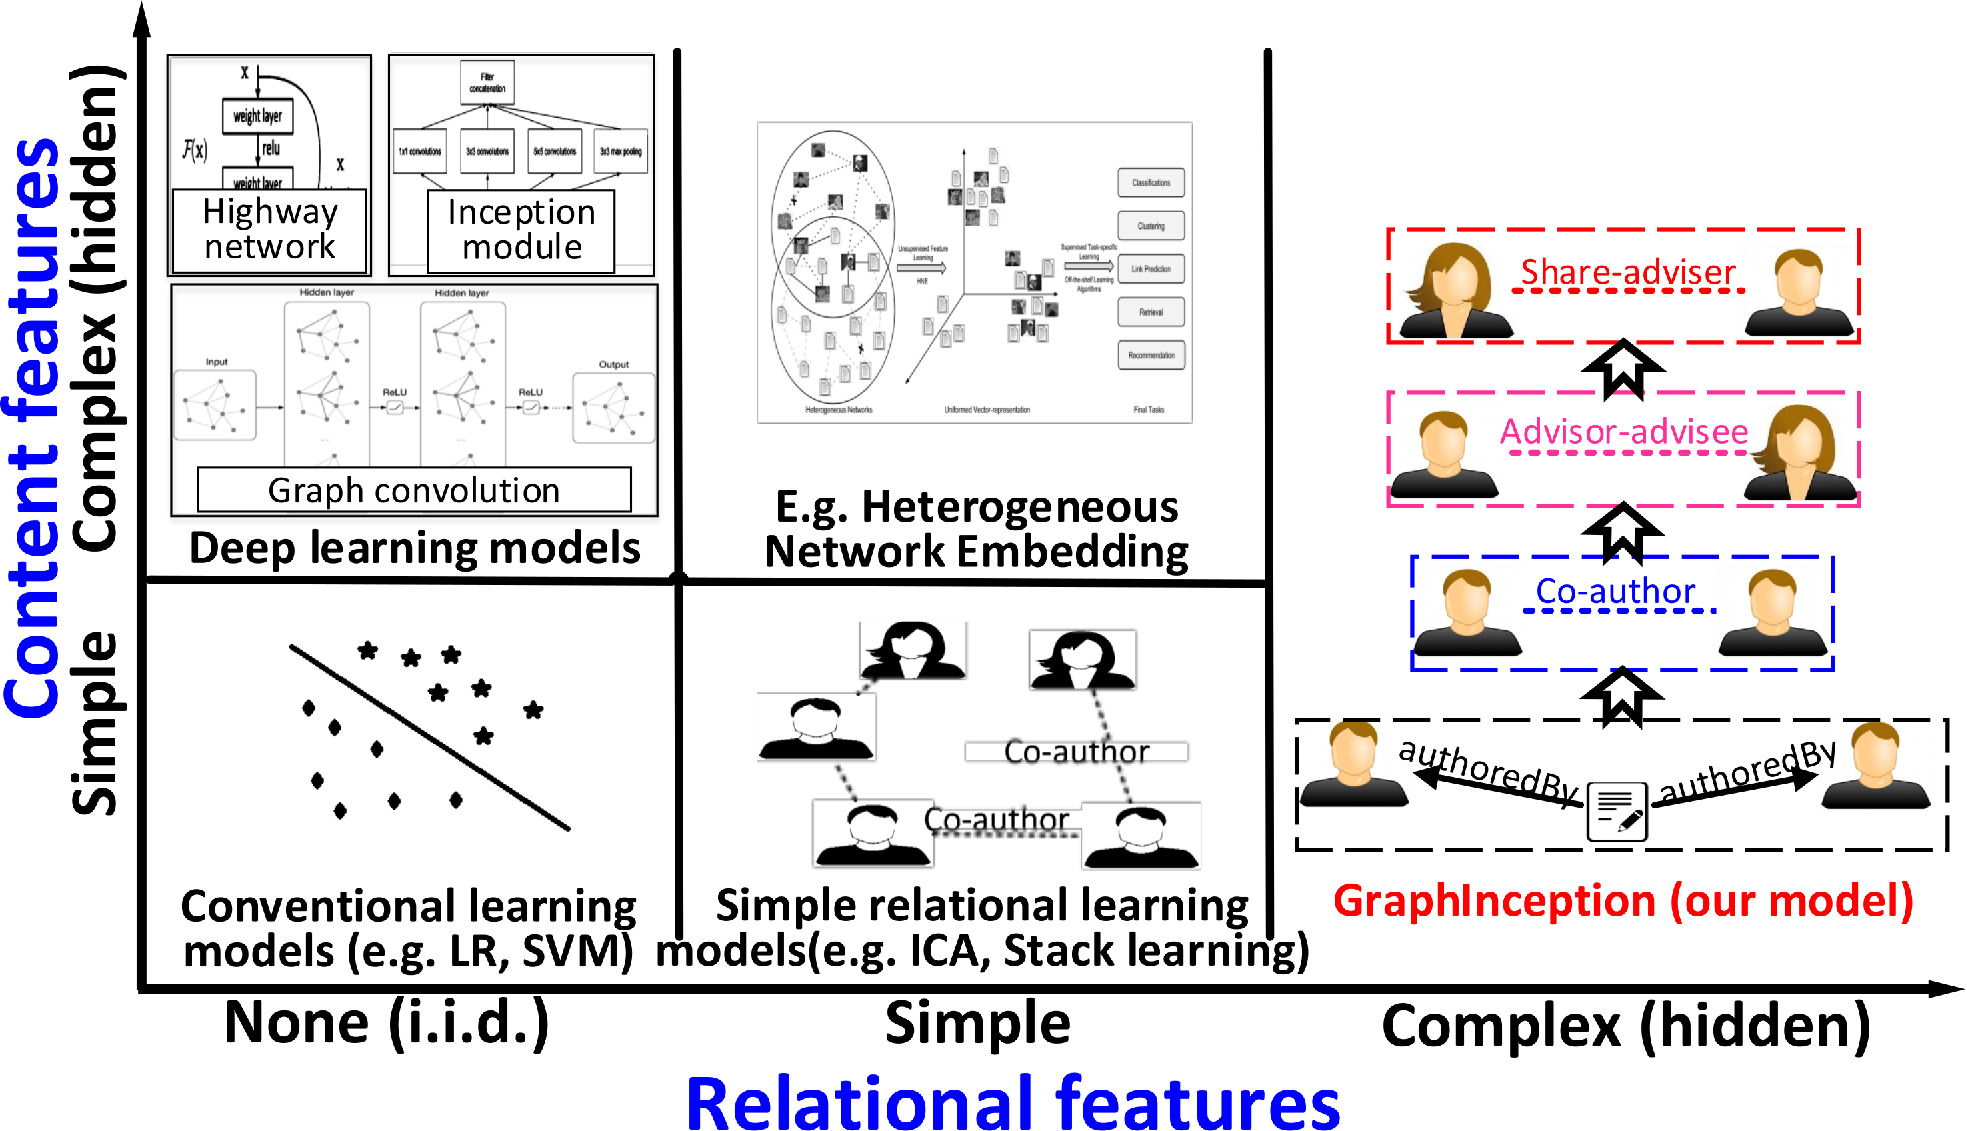 Content features
Complex (hidden)
Simple
x
weight layer
F(x)
relu
x
weight layer
Highway
network
Filter
concatenation
1x1 convolutions
3x3 convolutions
5x5 convolutions
3x3 max pooling
Inception
module
Hidden layer
Hidden layer
Input
Output
ReLU
ReLU
...
...
Graph convolution
Deep learning models
Unsupervised Feature
Learning
HNE
Supervised Task-specific
Learning
Off-the-shelf Learning
Algorithms
Classifications
Clustering
Link Prediction
Retrieval
Recommendation
Heterogeneous Networks
Uniformed Vector-representation
Final Tasks
E.g. Heterogeneous
Network Embedding
Share-adviser
Advisor-advisee
Co-author
authoredBy
authoredBy
GraphInception (our model)
Conventional learning
models (e.g. LR, SVM)
Co-author
Co-author
Simple relational learning
models(e.g. ICA, Stack learning)
None (i.i.d.)
Simple
Complex (hidden)
Relational features